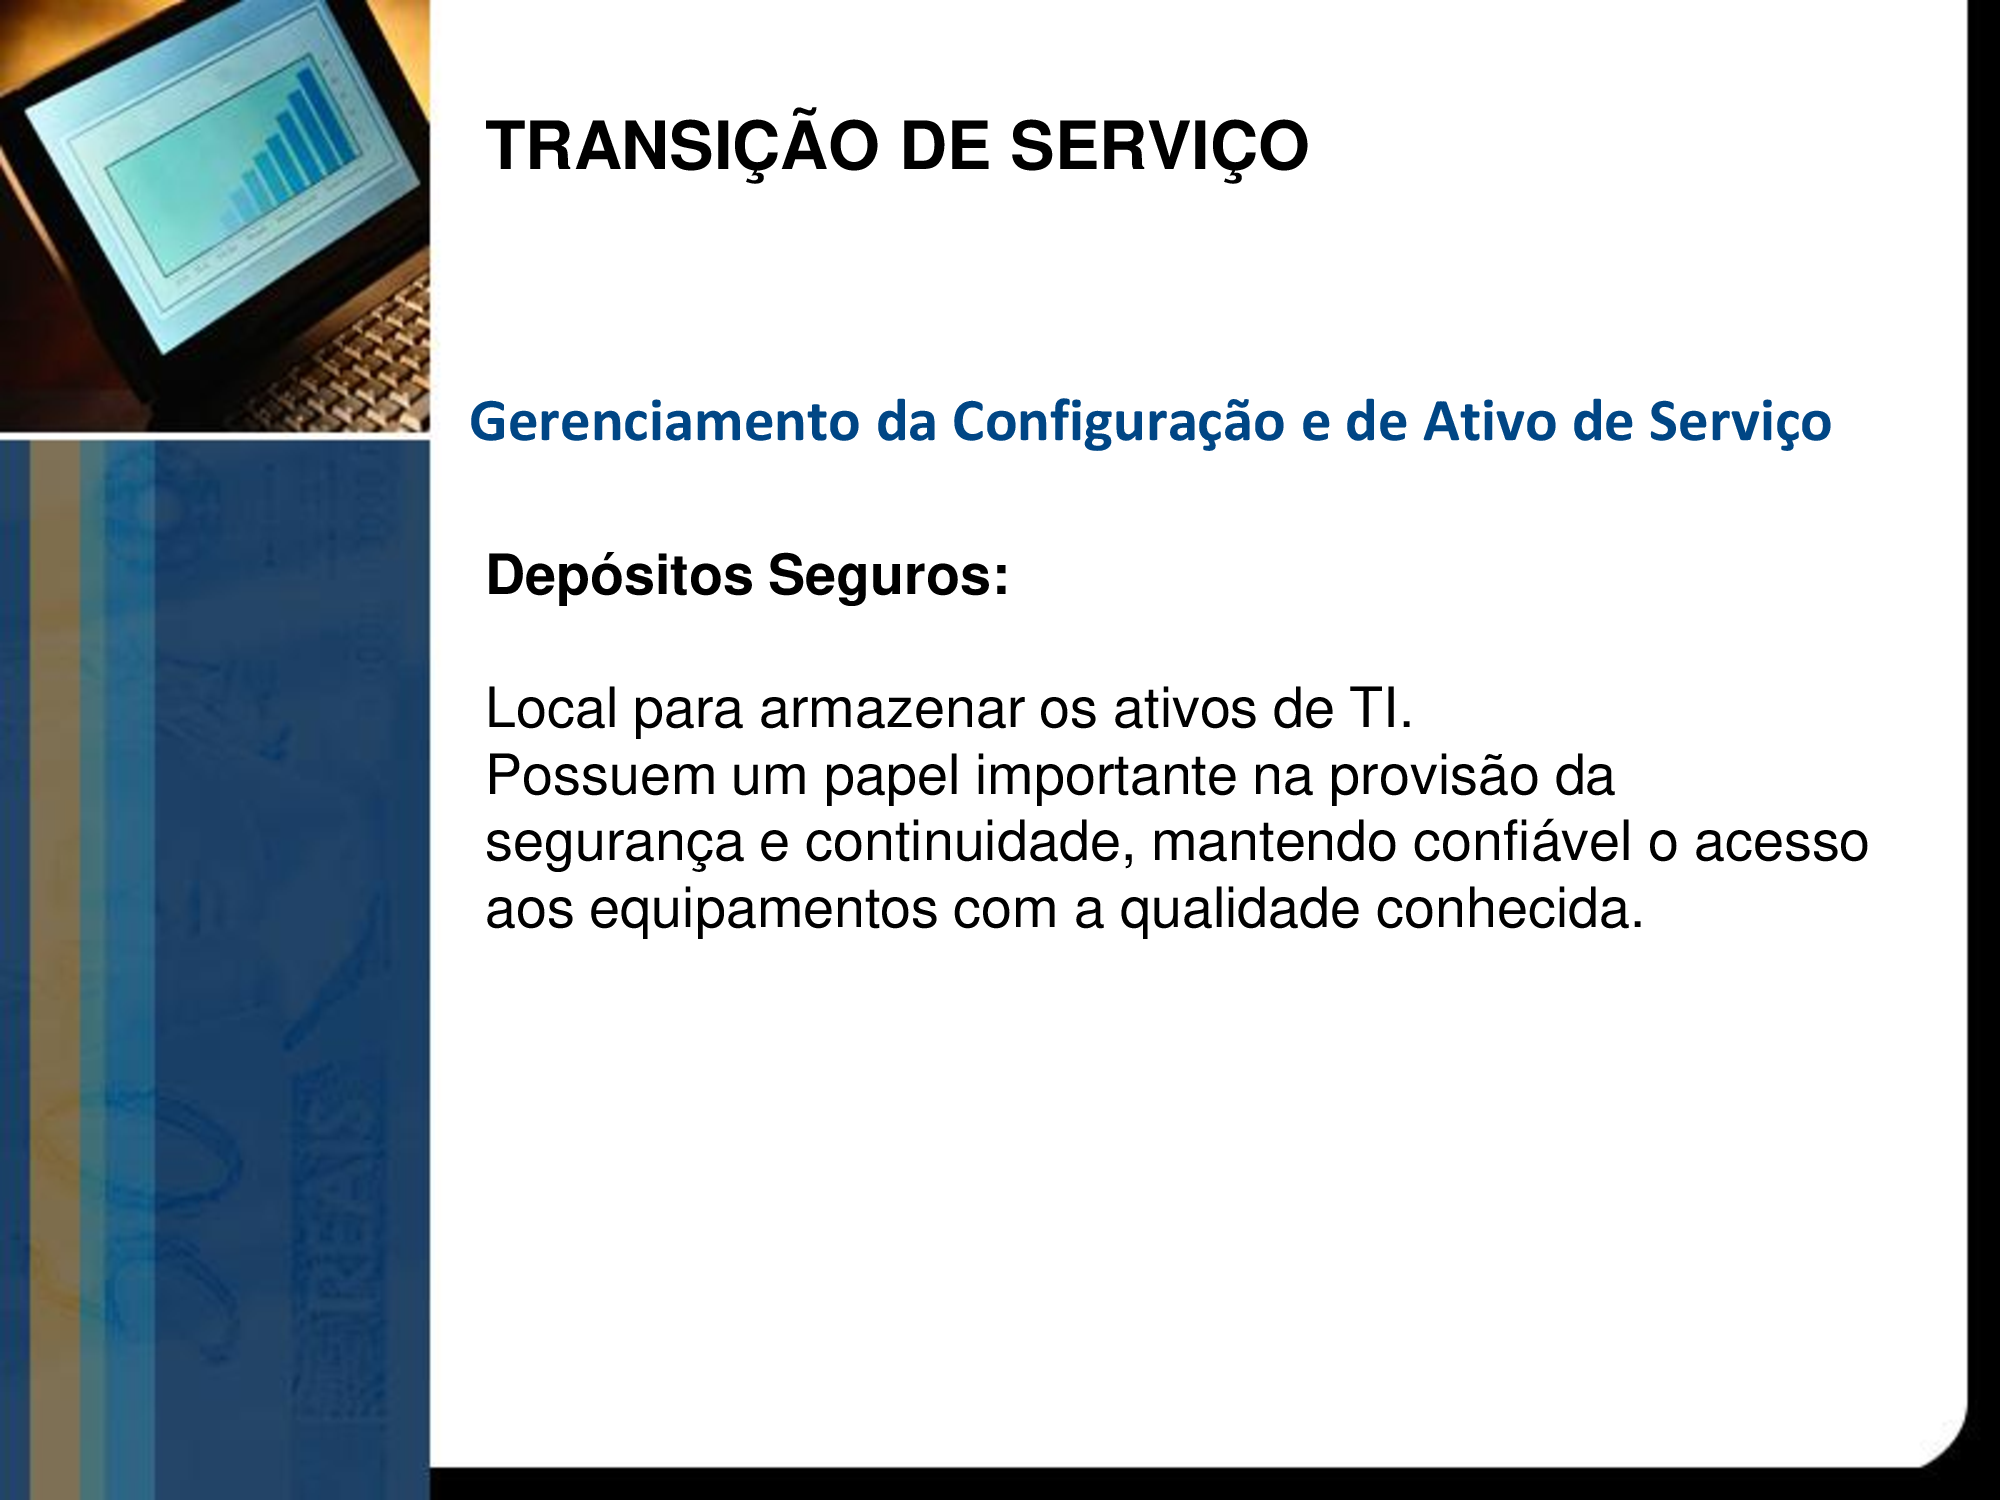 TRANSIÇÃO DE SERVIÇO
Gerenciamento da Configuração e de Ativo de Serviço
Depósitos Seguros:
Local para armazenar os ativos de TI.
Possuem um papel importante na provisão da
segurança e continuidade, mantendo confiável o acesso
aos equipamentos com a qualidade conhecida.
REAIS